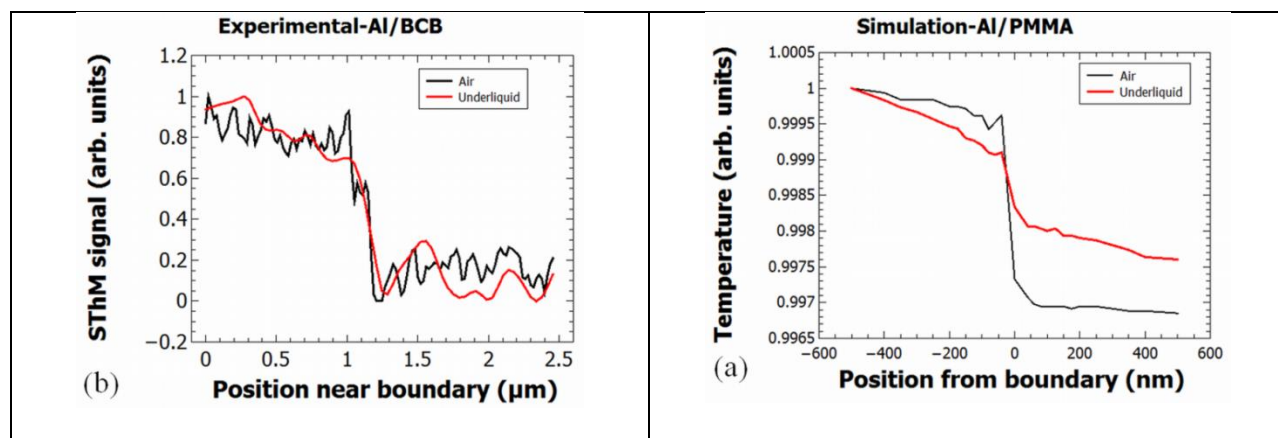 Experimental-Al/BCB
SThM signal (arb. units)
1.2
1
0.8
0.6
0.4
0.2
0
−0.2
Air
Underliquid
0
0.5
1
1.5
2
2.5
Position near boundary (μm)
(b)
Simulation-Al/PMMA
Temperature (arb. units)
1.0005
1
0.9995
0.999
0.9985
0.998
0.9975
0.997
0.9965
Air
Underliquid
−600
−400
−200
0
200
400
600
Position from boundary (nm)
(a)